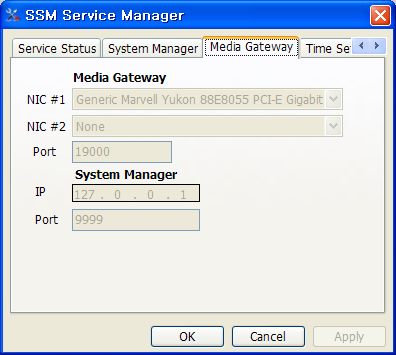 SSM Service Manager
Service Status System Manager Media Gateway Time Se
Media Gateway
NIC #1 Generic Marvell Yukon 88E8055 PCI-E Gigabit
NIC #2 None
Port 19000
System Manager
IP 127 . 0 . 0 . 1
Port 9999
OK Cancel Apply